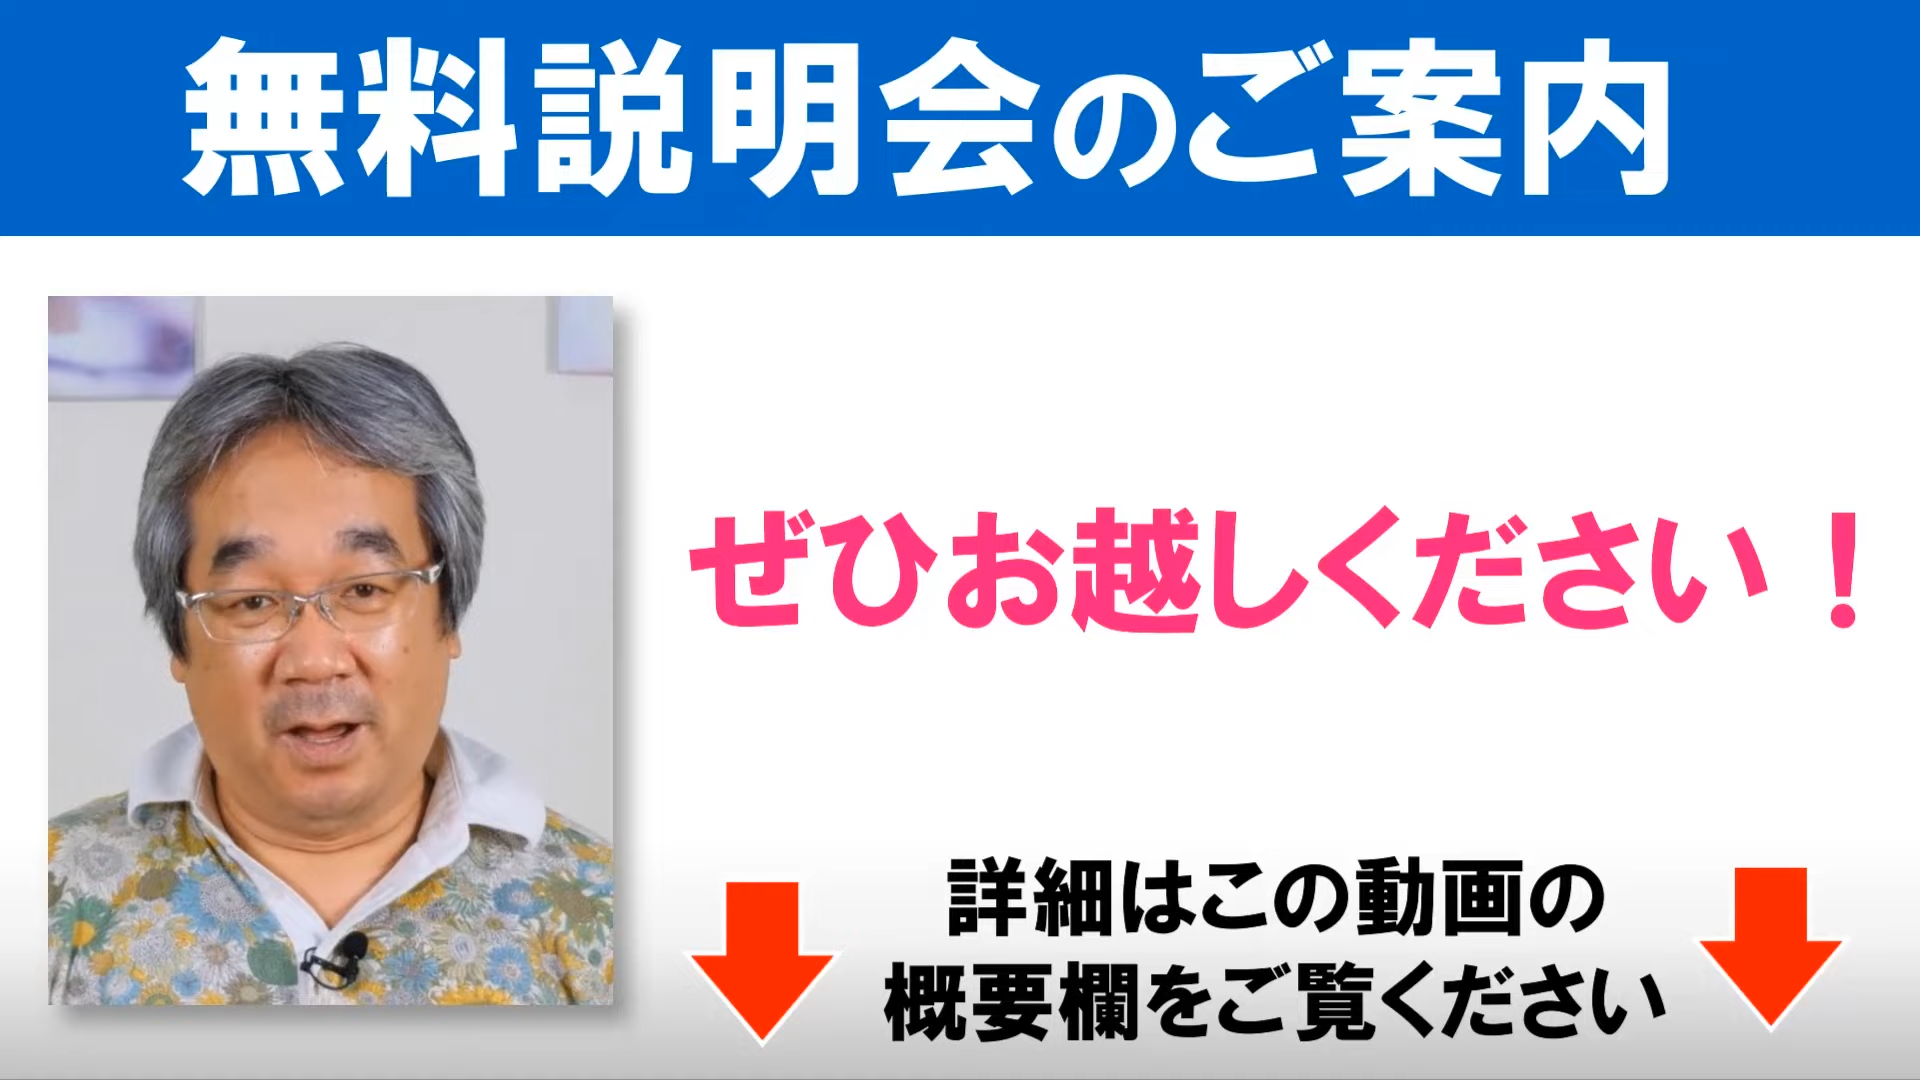 無料説明会のご案内
ぜひお越しください！
詳細はこの動画の
概要欄をご覧ください